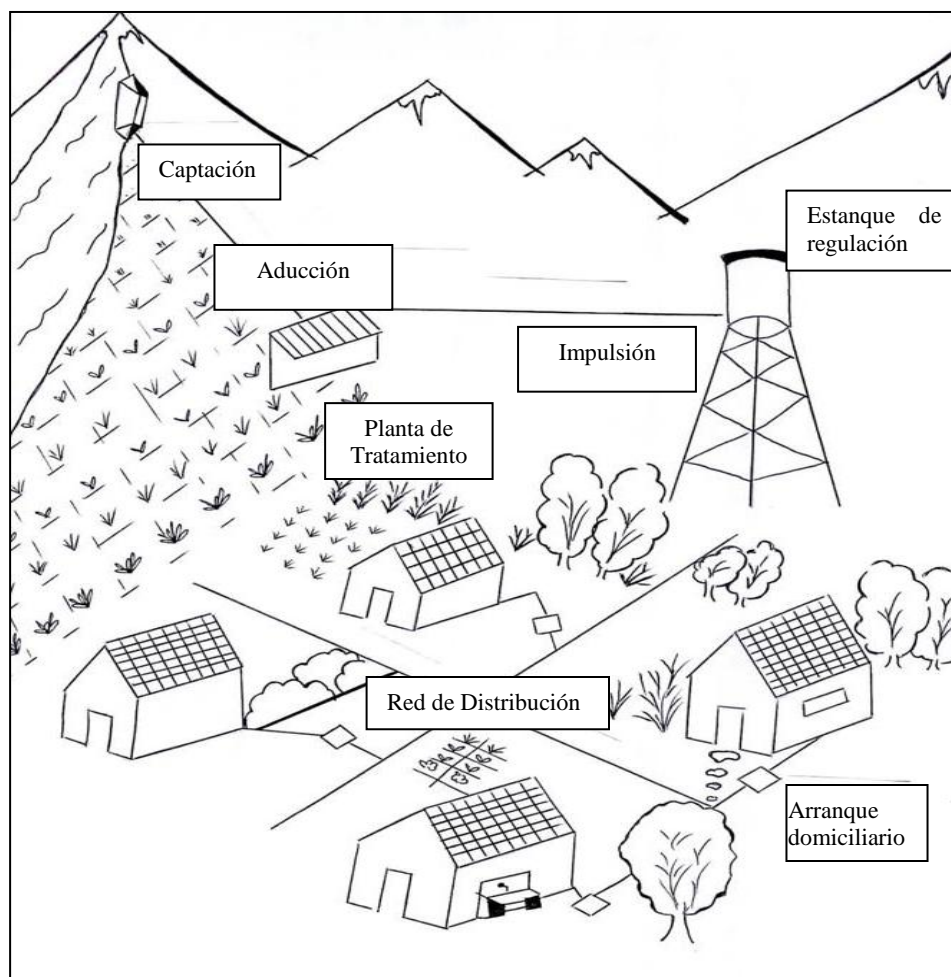 Captación
Estanque de
regulación
Aducción
Impulsión
Planta de
Tratamiento
Red de Distribución
Arranque
domiciliario